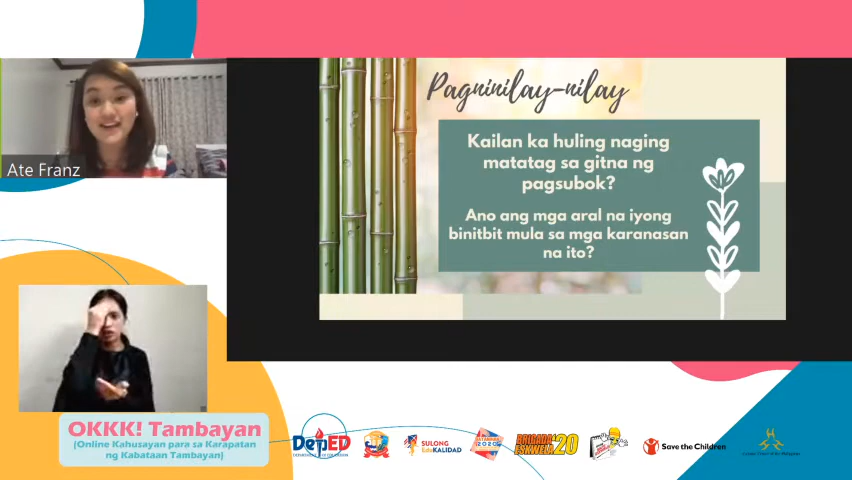 Pagninilay-nilay
Kailan ka huling naging
matatag sa gitna ng
pagsubok?
Ano ang mga aral na iyong
binitbit mula sa mga karanasan
na ito?
Ate Franz
OKKK! Tambayan
(Online Kahusayan para sa Karapatan
ng Kabataan Tambayan)
DepED
SULONG
EduKALIDAD
BRIGADA
ESKWELA '20
Save the Children